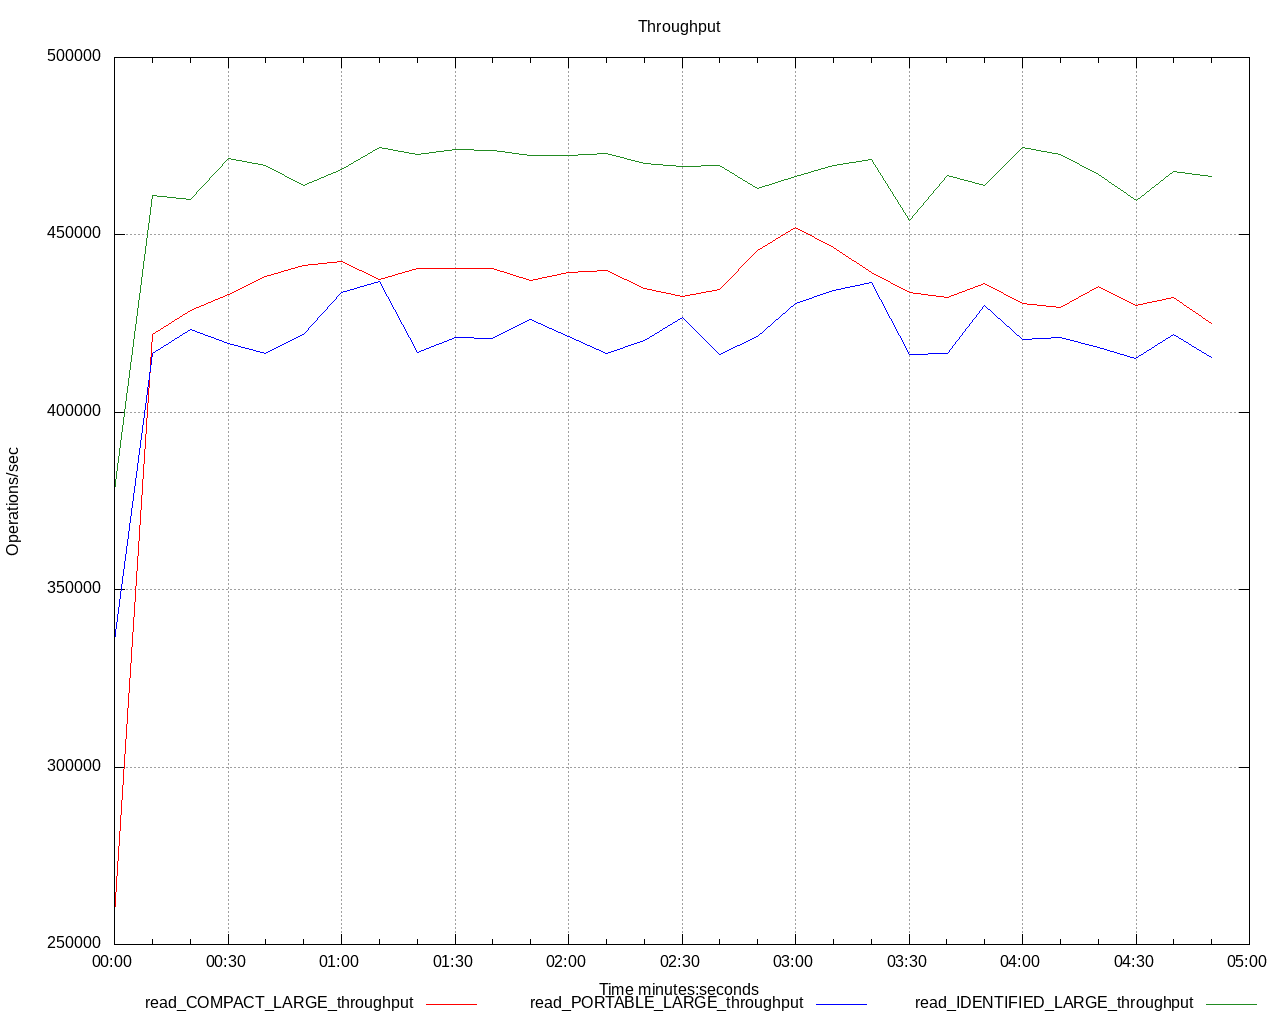 Throughput
500000
450000
400000
350000
300000
250000
Operations/sec
00:00 00:30 01:00 01:30 02:00 02:30 03:00 03:30 04:00 04:30 05:00
Time minutes:seconds
read_COMPACT_LARGE_throughput read_PORTABLE_LARGE_throughput read_IDENTIFIED_LARGE_throughput